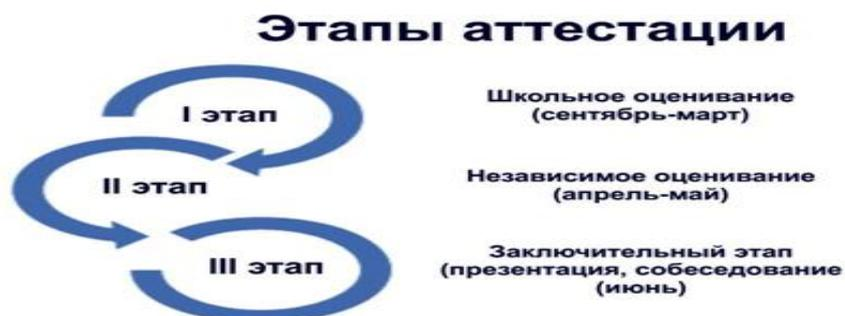 Этапы аттестации
I этап
Школьное оценивание
(сентябрь-март)
II этап
Независимое оценивание
(апрель-май)
III этап
Заключительный этап
(презентация, собеседование
(июнь)